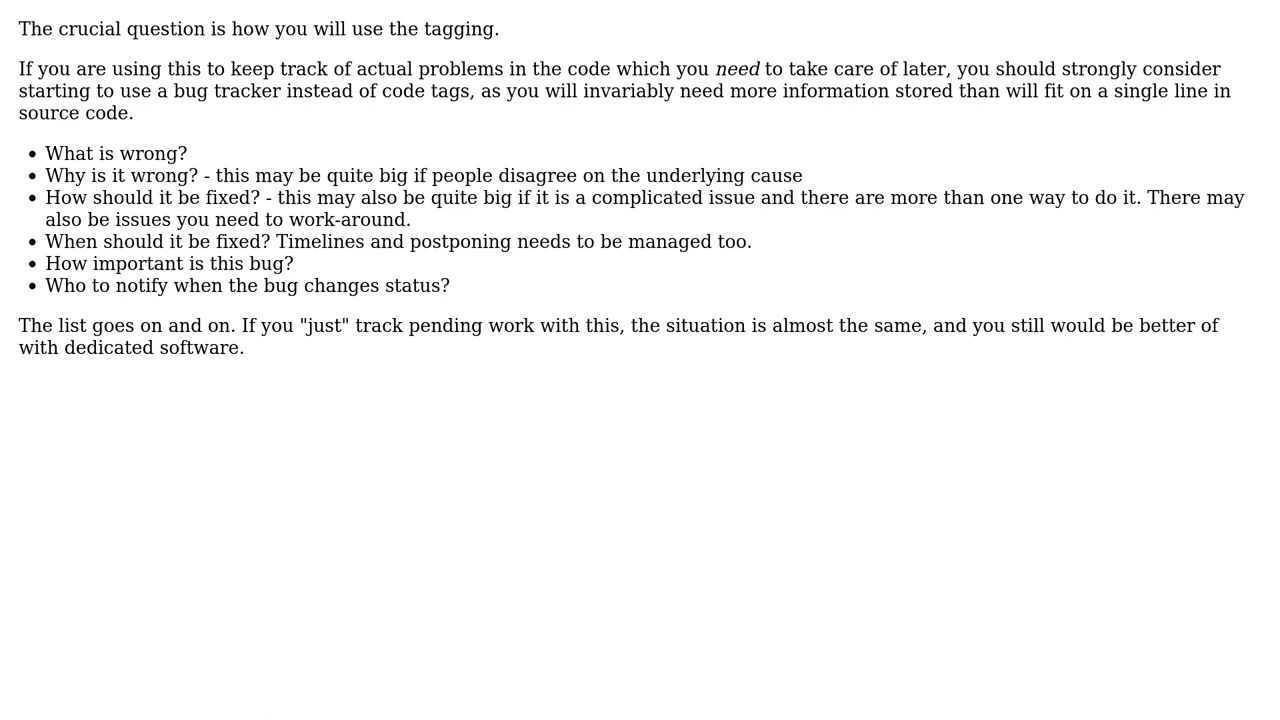 The crucial question is how you will use the tagging.
If you are using this to keep track of actual problems in the code which you need to take care of later, you should strongly consider
starting to use a bug tracker instead of code tags, as you will invariably need more information stored than will fit on a single line in
source code.
• What is wrong?
• Why is it wrong? - this may be quite big if people disagree on the underlying cause
• How should it be fixed? - this may also be quite big if it is a complicated issue and there are more than one way to do it. There may
also be issues you need to work-around.
• When should it be fixed? Timelines and postponing needs to be managed too.
• How important is this bug?
• Who to notify when the bug changes status?
The list goes on and on. If you "just" track pending work with this, the situation is almost the same, and you still would be better of
with dedicated software.